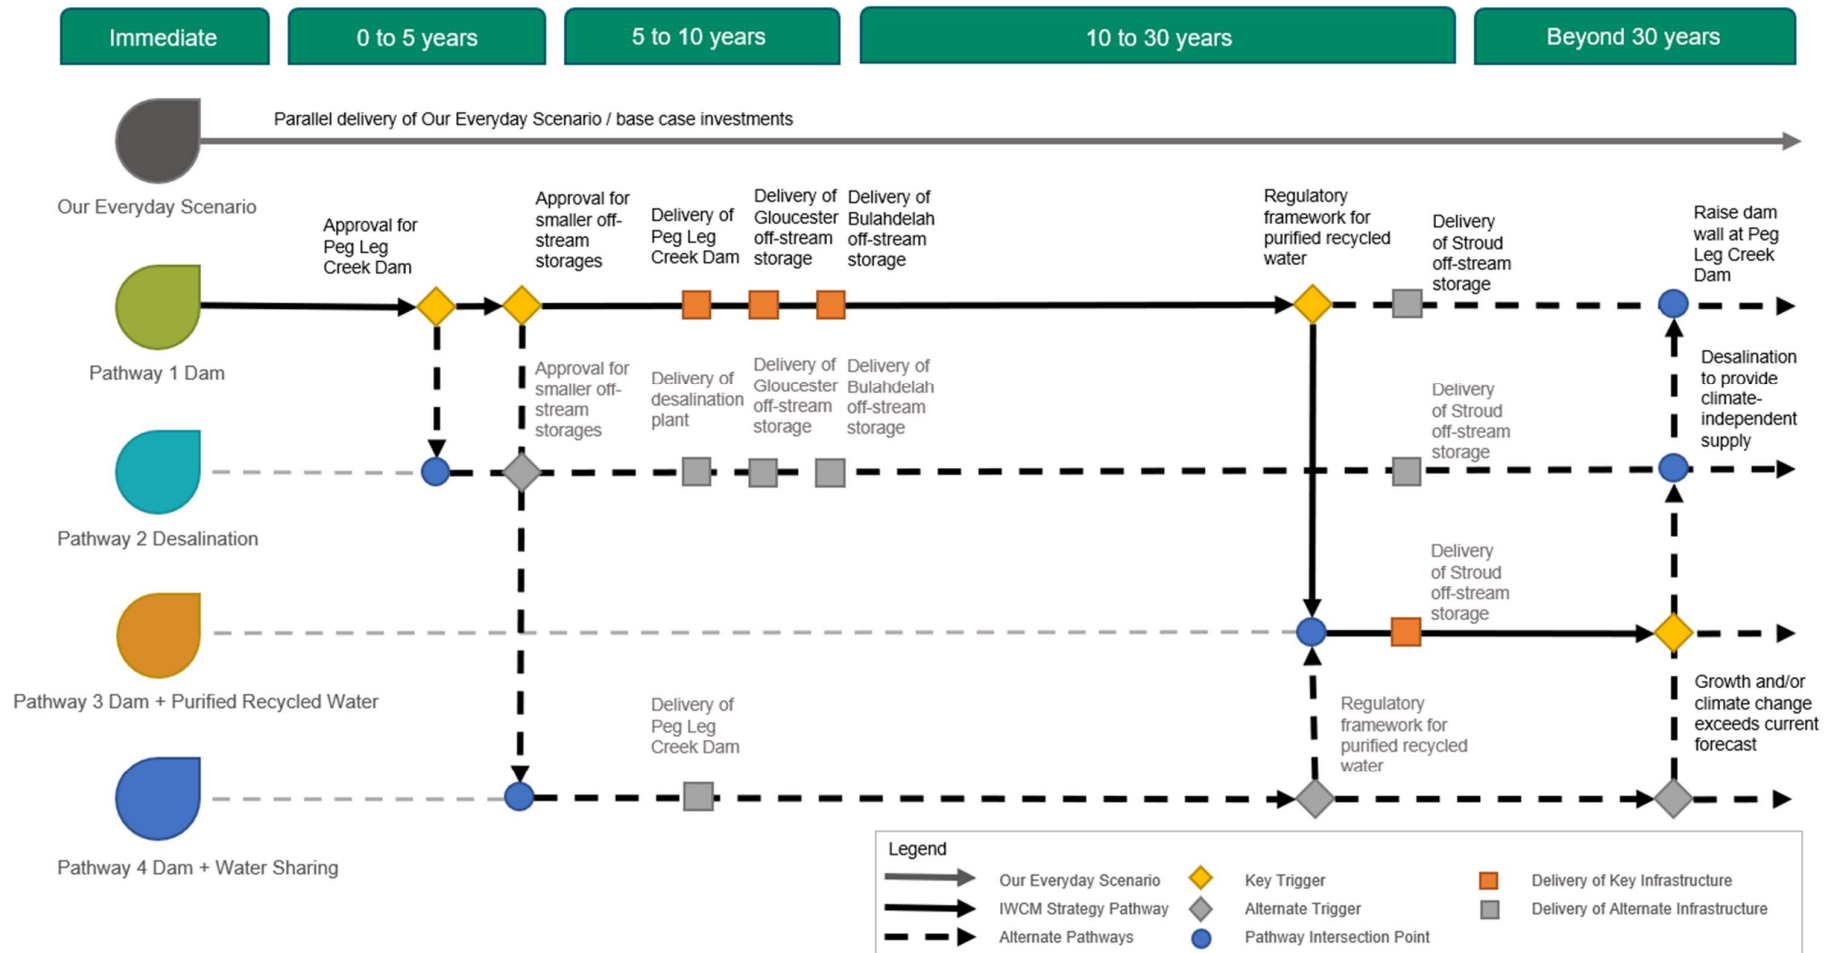 Immediate
0 to 5 years
5 to 10 years
10 to 30 years
Beyond 30 years
Parallel delivery of Our Everyday Scenario / base case investments
Our Everyday Scenario
Approval for
Peg Leg
Creek Dam
Approval for
smaller off-
stream
storages
Delivery of
Peg Leg
Creek Dam
Delivery of
Gloucester
off-stream
storage
Delivery of
Bulahdelah
off-stream
storage
Regulatory
framework for
purified recycled
water
Delivery
of Stroud
off-stream
storage
Raise dam
wall at Peg
Leg Creek
Dam
Pathway 1 Dam
Approval for
smaller off-
stream
storages
Delivery of
desalination
plant
Delivery of
Gloucester
off-stream
storage
Delivery of
Bulahdelah
off-stream
storage
Delivery
of Stroud
off-stream
storage
Desalination
to provide
climate-
independent
supply
Pathway 2 Desalination
Delivery
of Stroud
off-stream
storage
Pathway 3 Dam + Purified Recycled Water
Growth and/or
climate change
exceeds current
forecast
Delivery of
Peg Leg
Creek Dam
Regulatory
framework for
purified recycled
water
Pathway 4 Dam + Water Sharing
Legend
Our Everyday Scenario
Key Trigger
Delivery of Key Infrastructure
IWCM Strategy Pathway
Alternate Trigger
Delivery of Alternate Infrastructure
Alternate Pathways
Pathway Intersection Point